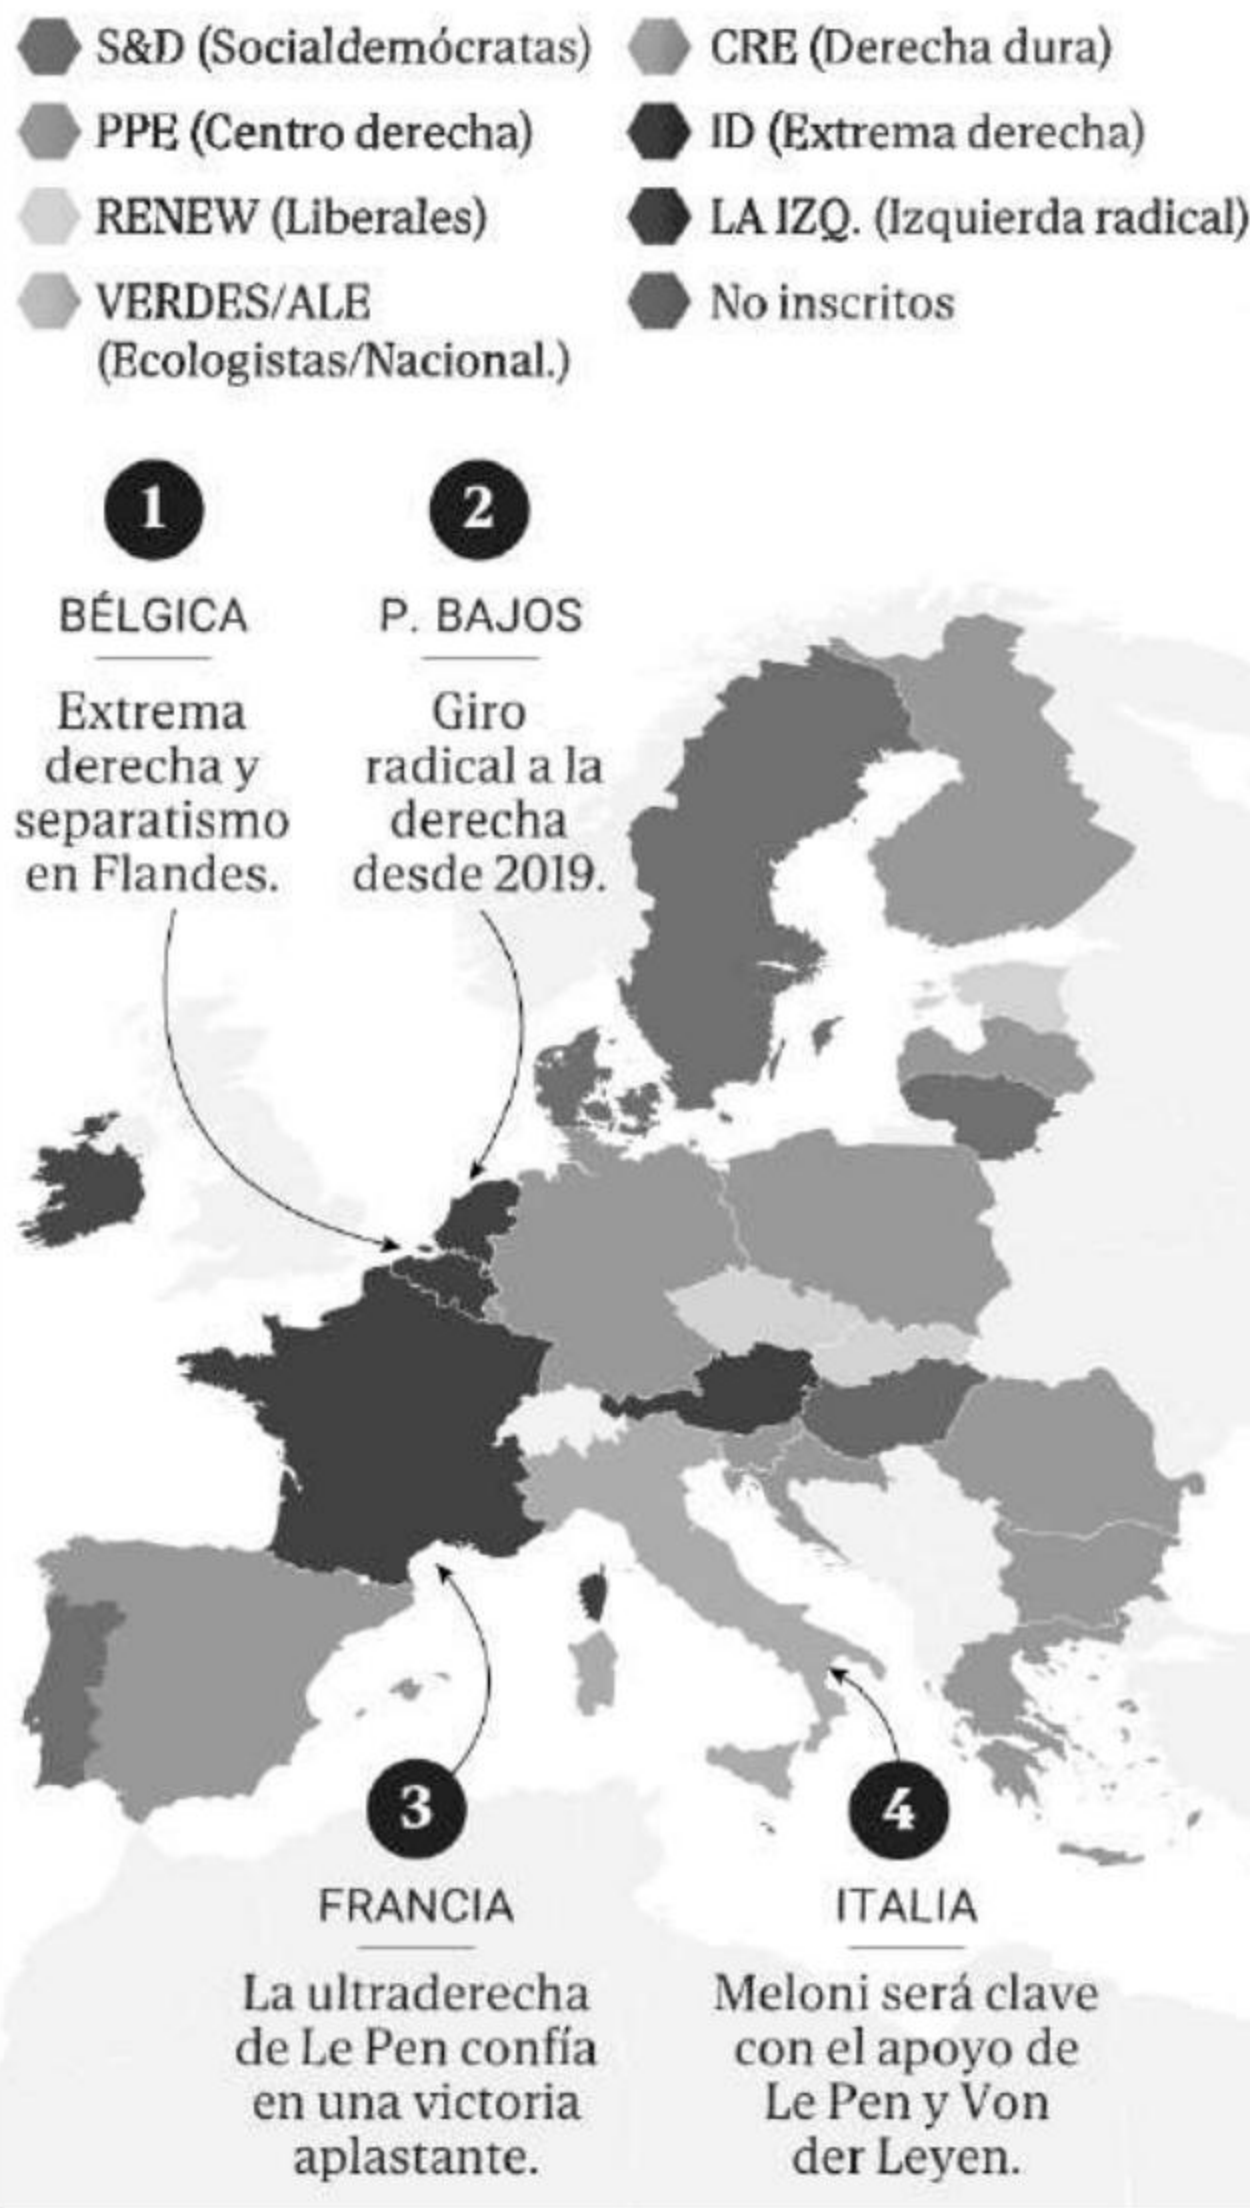 S&D (Socialdemócratas)
PPE (Centro derecha)
RENEW (Liberales)
VERDES/ALE
(Ecologistas/Nacional.)
CRE (Derecha dura)
ID (Extrema derecha)
LA IZQ. (Izquierda radical)
No inscritos
1
BÉLGICA
Extrema
derecha y
separatismo
en Flandes.
2
P. BAJOS
Giro
radical a la
derecha
desde 2019.
3
FRANCIA
La ultraderecha
de Le Pen confía
en una victoria
aplastante.
4
ITALIA
Meloni será clave
con el apoyo de
Le Pen y Von
der Leyen.